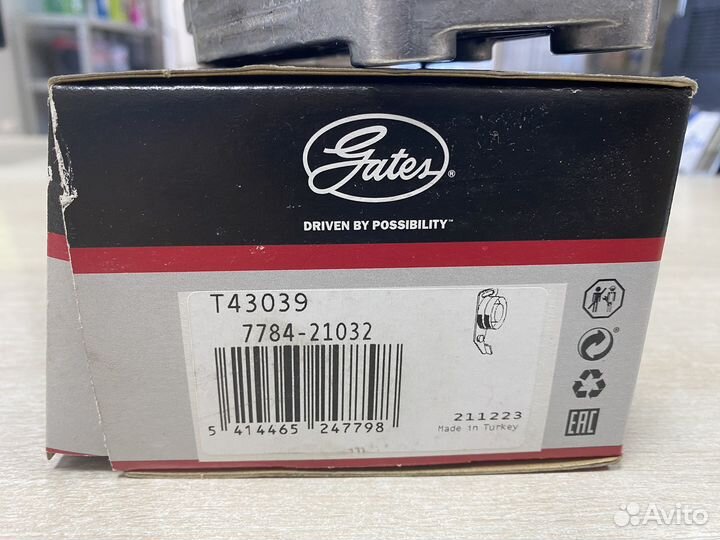 Gates®
DRIVEN BY POSSIBILITY™
T43039
7784-21032
5 414465 247798
211223
Made in Turkey
EAC
Avito